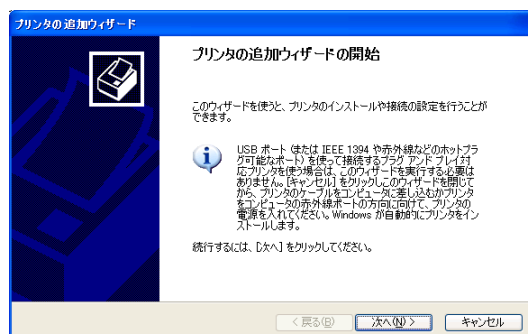 プリンタの追加ウィザード
プリンタの追加ウィザードの開始
このウィザードを使うと、プリンタのインストールや接続の設定を行うことが
できます。
USB ポート (または IEEE 1394 や赤外線などのホットプラ
グ可能なポート) を使って接続するプラグ アンド プレイ対
応プリンタを使う場合は、このウィザードを実行する必要は
ありません。[キャンセル] をクリックしこのウィザードを閉じて
から、プリンタのケーブルをコンピュータに差し込むかプリンタ
をコンピュータの赤外線ポートの方向に向けて、プリンタの
電源を入れてください。Windows が自動的にプリンタをイン
ストールします。
続行するには、[次へ] をクリックしてください。
< 戻る(B)
次へ(N) >
キャンセル